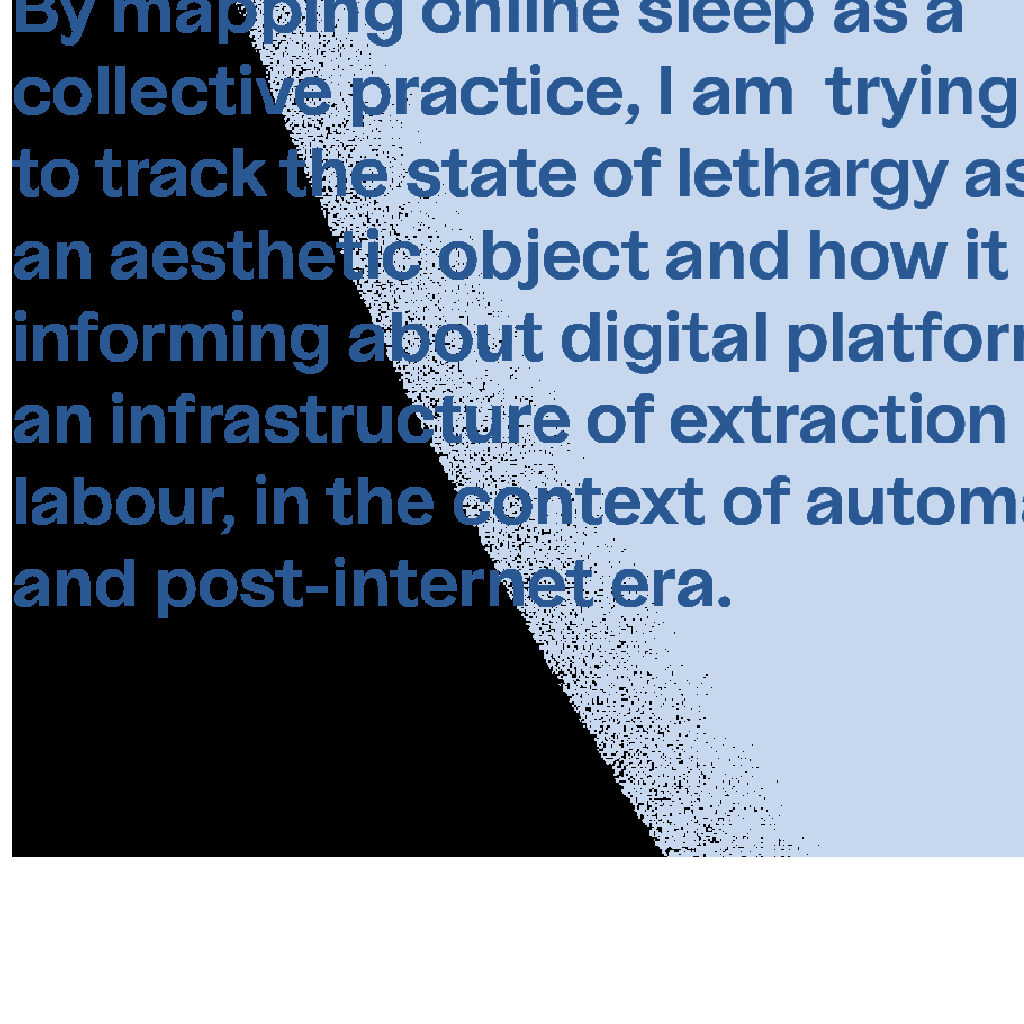 By mapping online sleep as a
collective practice, I am  trying
to track the state of lethargy as
an aesthetic object and how it
informing about digital platfor
an infrastructure of extraction
labour, in the context of automa
and post-internet era.